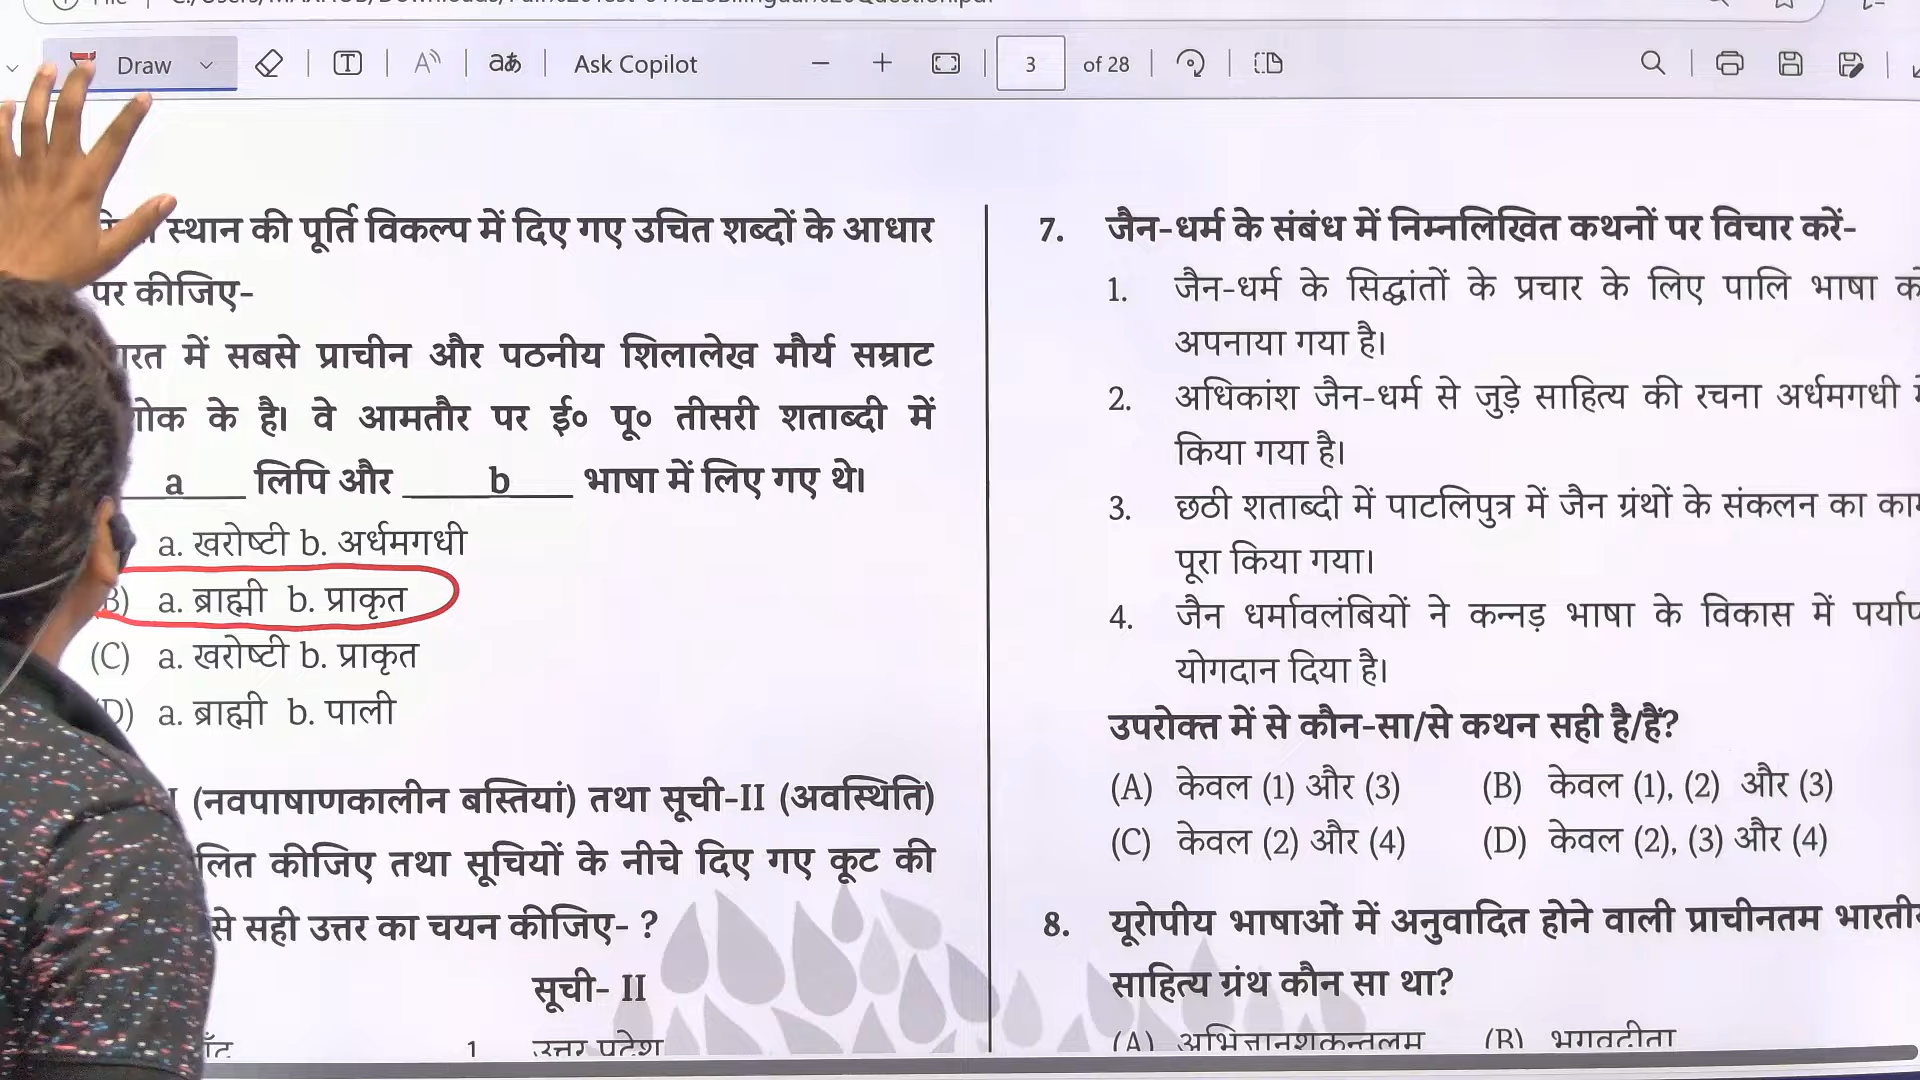 Draw
Ask Copilot
3 of 28
स्थान की पूर्ति विकल्प में दिए गए उचित शब्दों के आधार
पर कीजिए-
में सबसे प्राचीन और पठनीय शिलालेख मौर्य सम्राट
के है। वे आमतौर पर ई० पू० तीसरी शताब्दी में
a लिपि और b भाषा में लिए गए थे।
a. खरोष्टी b. अर्धमगधी
B) a. ब्राह्मी b. प्राकृत
(C) a. खरोष्टी b. प्राकृत
D) a. ब्राह्मी b. पाली
(नवपाषाणकालीन बस्तियां) तथा सूची-II (अवस्थिति)
कीजिए तथा सूचियों के नीचे दिए गए कूट की
से सही उत्तर का चयन कीजिए- ?
सूची- II
1 उत्तर प्रदेश
7. जैन-धर्म के संबंध में निम्नलिखित कथनों पर विचार करें-
1. जैन-धर्म के सिद्धांतों के प्रचार के लिए पालि भाषा
अपनाया गया है।
2. अधिकांश जैन-धर्म से जुड़े साहित्य की रचना अर्धमगधी
किया गया है।
3. छठी शताब्दी में पाटलिपुत्र में जैन ग्रंथों के संकलन का
पूरा किया गया।
4. जैन धर्मावलंबियों ने कन्नड़ भाषा के विकास में
योगदान दिया है।
उपरोक्त में से कौन-सा/से कथन सही है/हैं?
(A) केवल (1) और (3) (B) केवल (1), (2) और (3)
(C) केवल (2) और (4) (D) केवल (2), (3) और (4)
8. यूरोपीय भाषाओं में अनुवादित होने वाली प्राचीनतम
साहित्य ग्रंथ कौन सा था?
(A) अभिज्ञानशकुन्तलम (B) भगवद्गीता